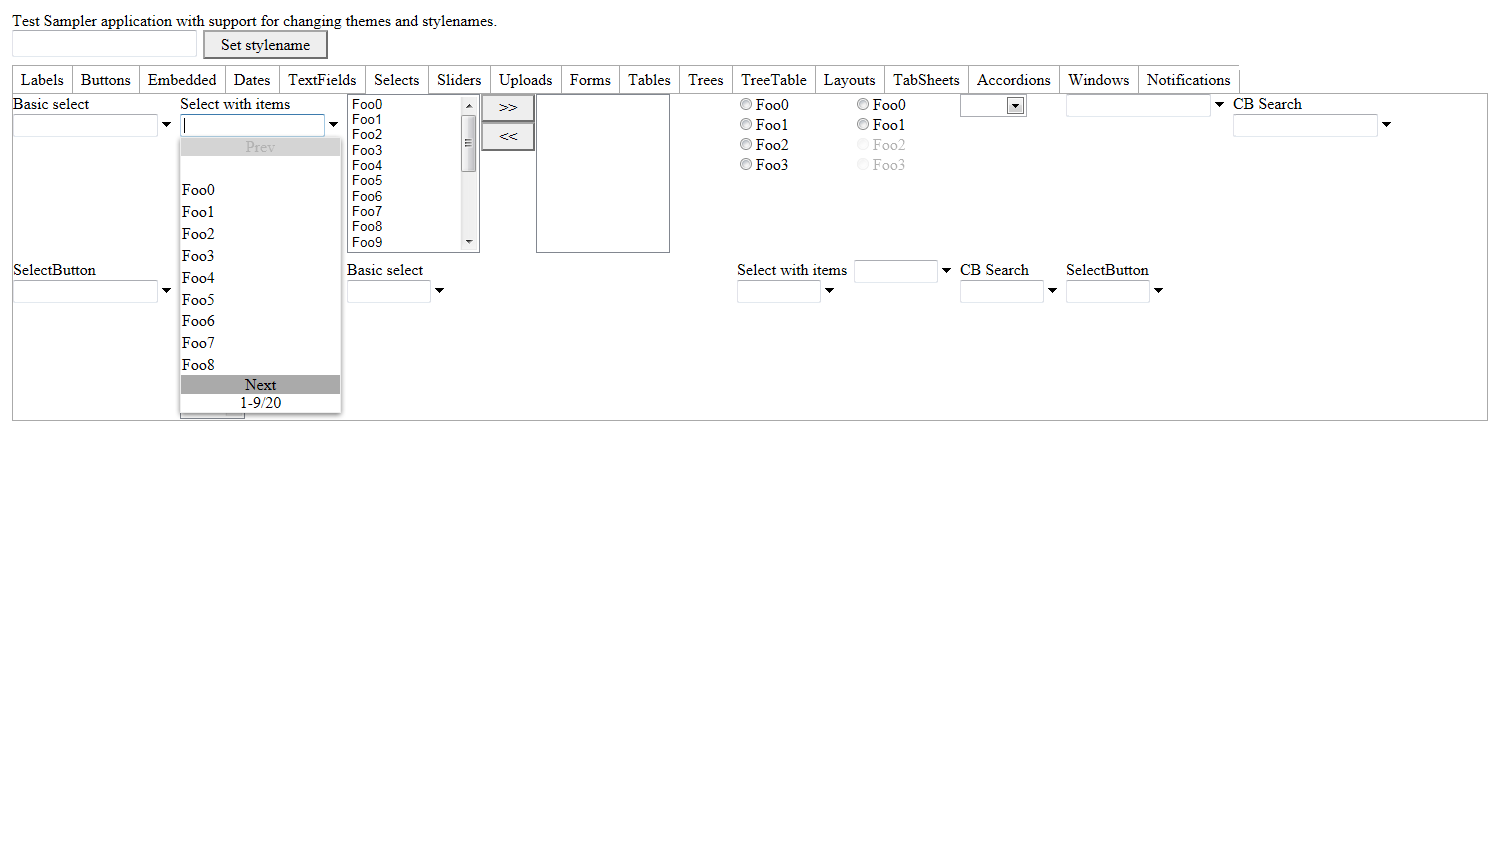 Test Sampler application with support for changing themes and stylenames.
Set stylename
Labels Buttons Embedded Dates TextFields Selects Sliders Uploads Forms Tables Trees TreeTable Layouts TabSheets Accordions Windows Notifications
Basic select
Select with items
Prev
Foo0
Foo1
Foo2
Foo3
Foo4
Foo5
Foo6
Foo7
Foo8
Next
1-9/20
Foo0
Foo1
Foo2
Foo3
Foo4
Foo5
Foo6
Foo7
Foo8
Foo9
>>
<<
Foo0
Foo1
Foo2
Foo3
Foo0
Foo1
Foo2
Foo3
CB Search
SelectButton
Basic select
Select with items
CB Search
SelectButton